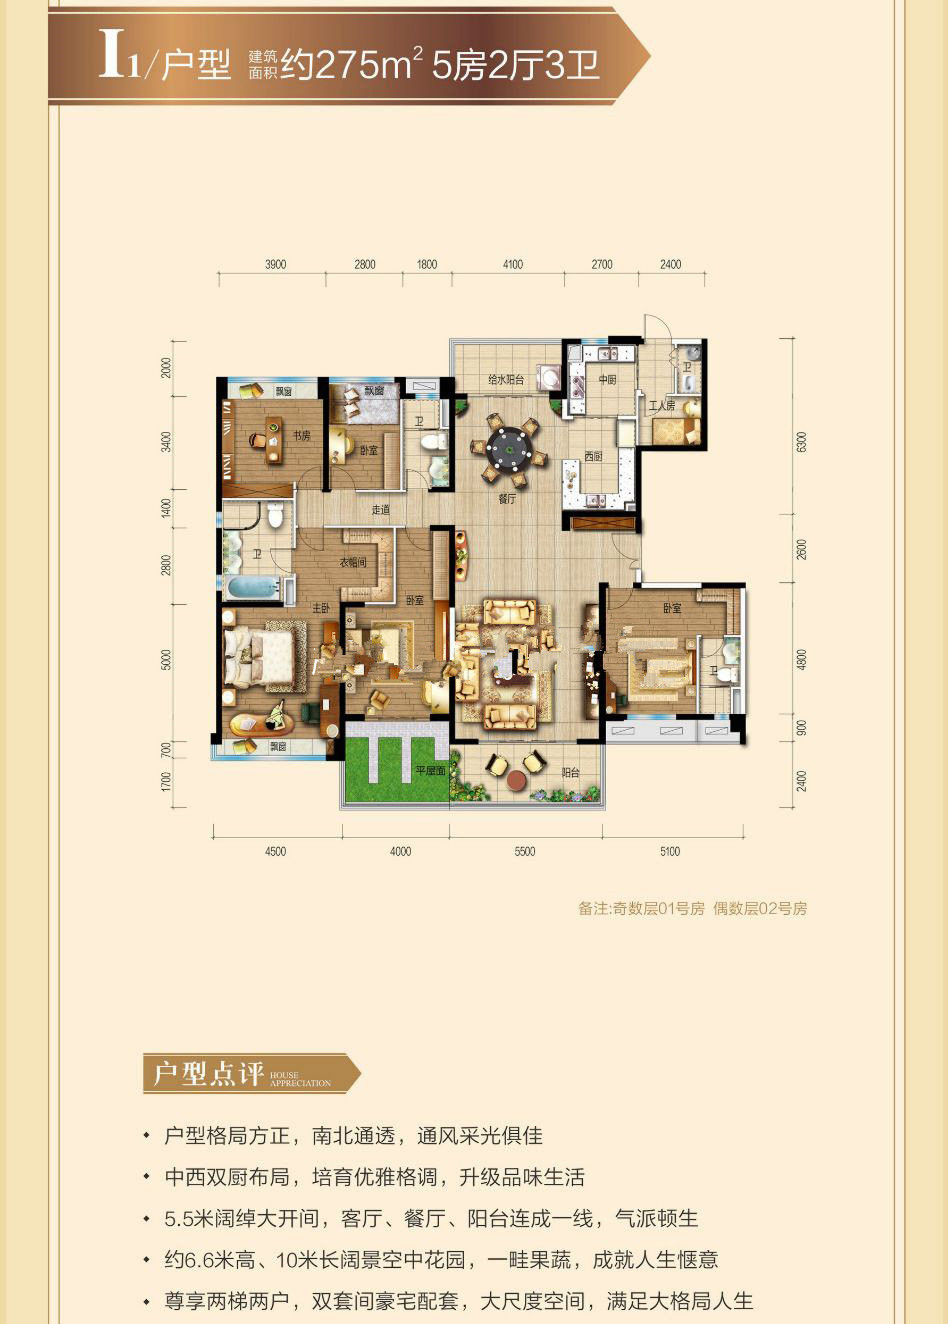 I1/户型 建筑面积 约275m² 5房2厅3卫
3900 2800 1800 4100 2700 2400
2000
3400
1400
2800
5000
700
1700
6300
2600
4800
900
2400
飘窗
飘窗
给水阳台
中厨
卫
工人房
书房
卧室
卫
西厨
餐厅
走道
卫
衣帽间
主卧
卧室
卧室
卫
飘窗
平屋面
阳台
4500 4000 5500 5100
备注:奇数层01号房 偶数层02号房
户型点评 HOUSE APPRECIATION
户型格局方正，南北通透，通风采光俱佳
中西双厨布局，培育优雅格调，升级品味生活
5.5米阔绰大开间，客厅、餐厅、阳台连成一线，气派顿生
约6.6米高、10米长阔景空中花园，一畦果蔬，成就人生惬意
尊享两梯两户，双套间豪宅配套，大尺度空间，满足大格局人生